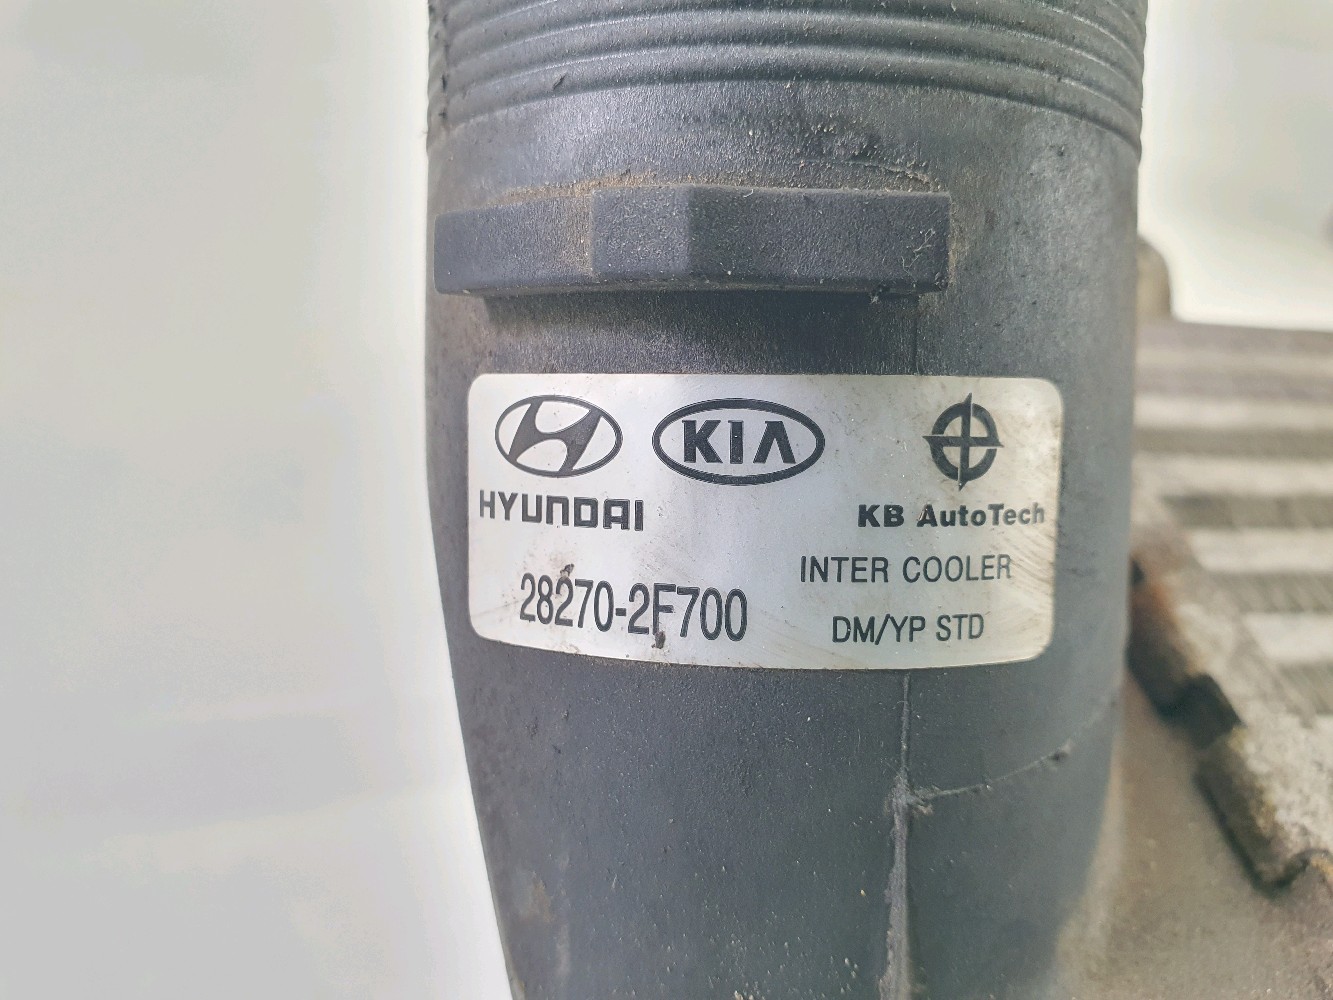 KIA
HYUNDAI
KB AutoTech
INTER COOLER
28270-2F700
DM/YP STD